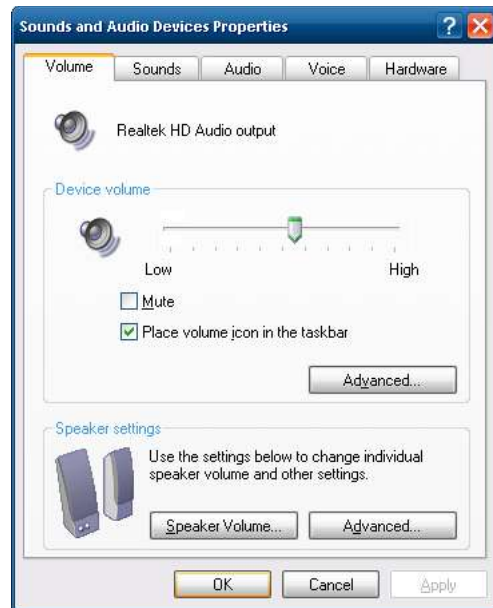 Sounds and Audio Devices Properties
?
Volume Sounds Audio Voice Hardware
Realtek HD Audio output
Device volume
Low High
Mute
Place volume icon in the taskbar
Advanced...
Speaker settings
Use the settings below to change individual
speaker volume and other settings.
Speaker Volume... Advanced...
OK Cancel Apply